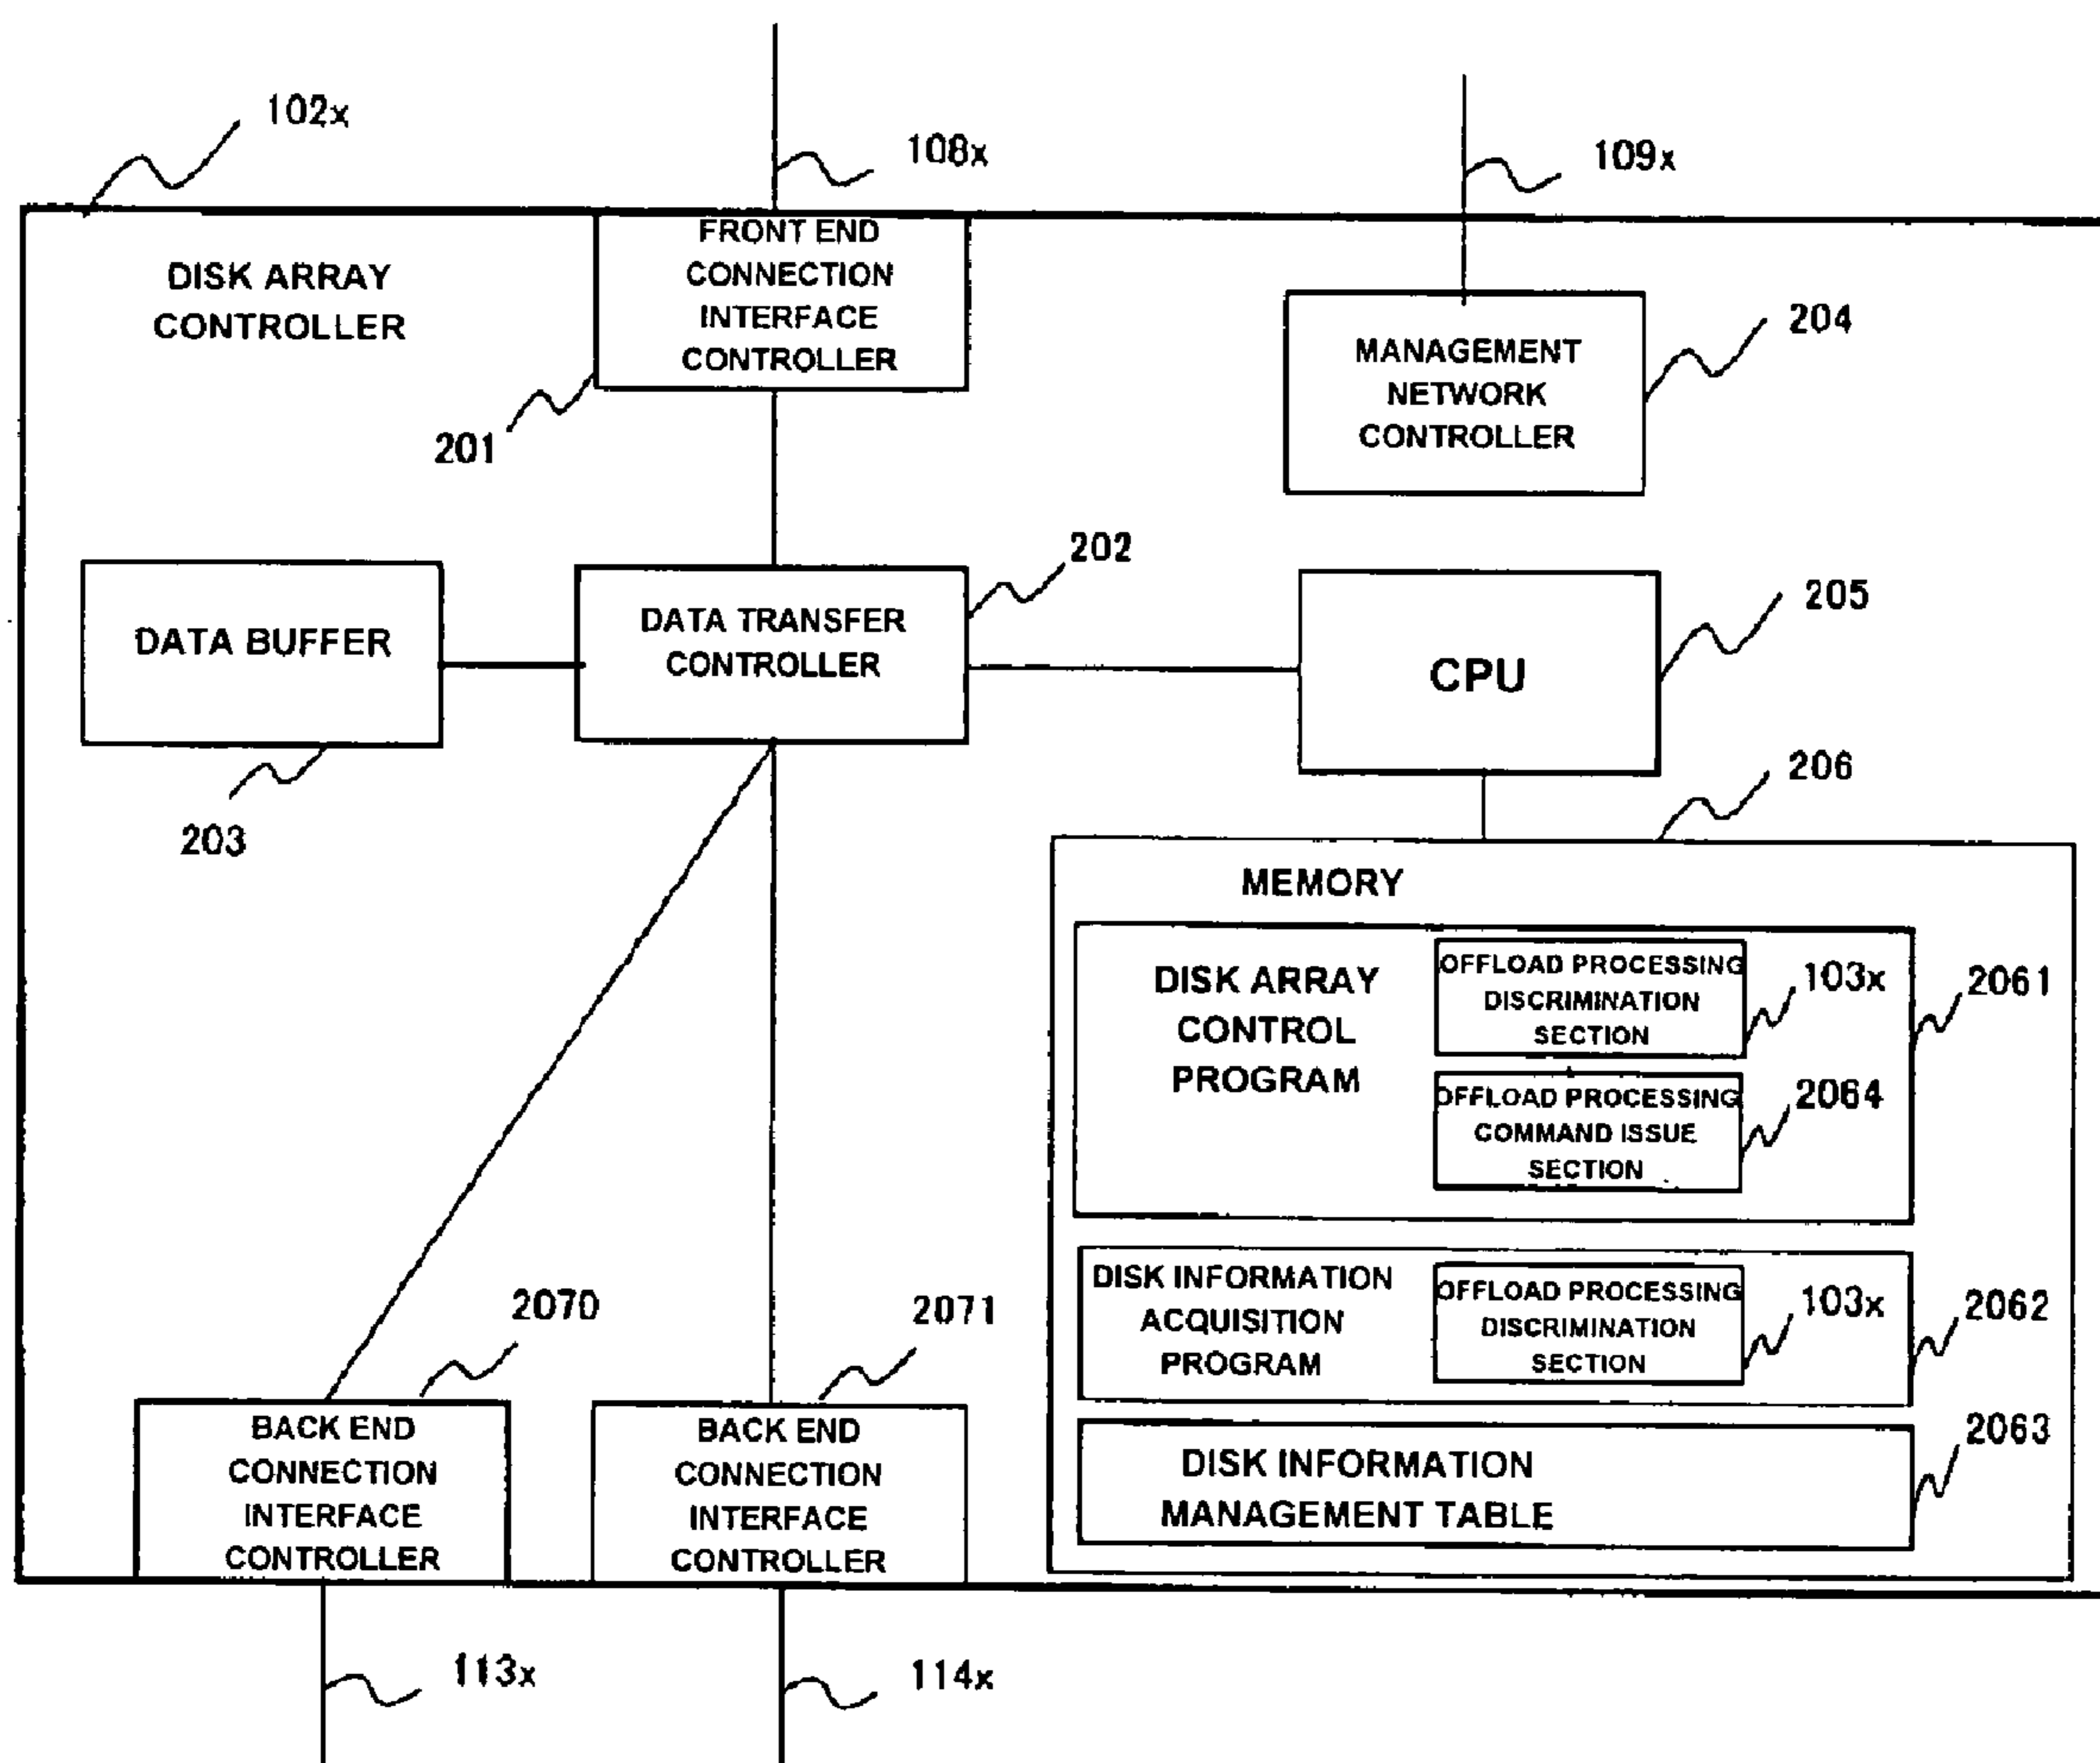 102x
108x
109x
DISK ARRAY
CONTROLLER
FRONT END
CONNECTION
INTERFACE
CONTROLLER
201
MANAGEMENT
NETWORK
CONTROLLER
204
DATA BUFFER
203
DATA TRANSFER
CONTROLLER
202
CPU
205
206
MEMORY
DISK ARRAY
CONTROL
PROGRAM
OFFLOAD PROCESSING
DISCRIMINATION
SECTION
103x
2061
OFFLOAD PROCESSING
COMMAND ISSUE
SECTION
2064
DISK INFORMATION
ACQUISITION
PROGRAM
OFFLOAD PROCESSING
DISCRIMINATION
SECTION
103x
2062
DISK INFORMATION
MANAGEMENT TABLE
2063
2070
BACK END
CONNECTION
INTERFACE
CONTROLLER
2071
BACK END
CONNECTION
INTERFACE
CONTROLLER
113x
114x